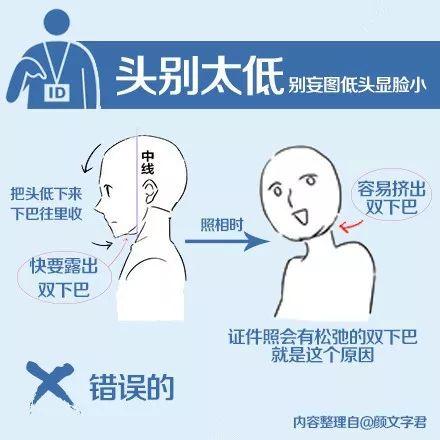 ID
头别太低 别妄图低头显脸小
中线
把头低下来
下巴往里收
快要露出
双下巴
照相时
容易挤出
双下巴
证件照会有松弛的双下巴
就是这个原因
错误的
内容整理自@颜文字君